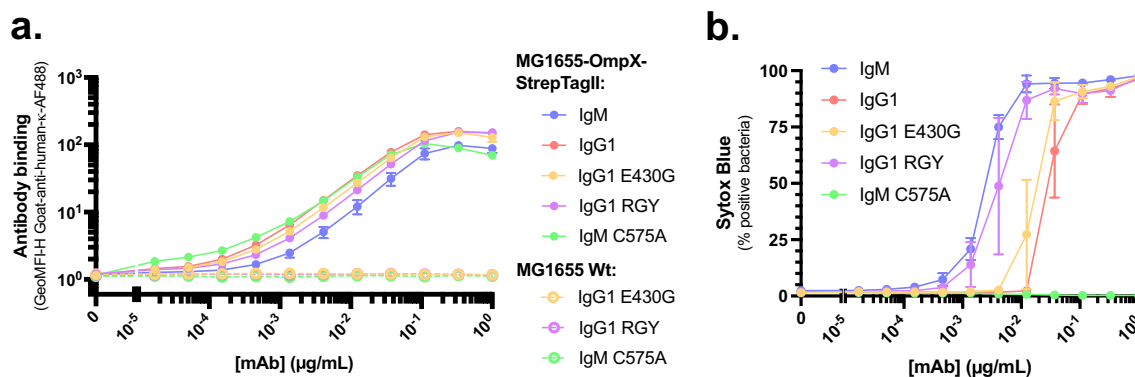 a.
Antibody binding
(GeoMFI-H Goat-anti-human-κ-AF488)
10³
10²
10¹
10⁰
0
10⁻⁵
10⁻⁴
10⁻³
10⁻²
10⁻¹
10⁰
[mAb] (µg/mL)
MG1655-OmpX-
StrepTagII:
IgM
IgG1
IgG1 E430G
IgG1 RGY
IgM C575A
MG1655 Wt:
IgG1 E430G
IgG1 RGY
IgM C575A
b.
Sytox Blue
(% positive bacteria)
100
75
50
25
0
IgM
IgG1
IgG1 E430G
IgG1 RGY
IgM C575A
0
10⁻⁵
10⁻⁴
10⁻³
10⁻²
10⁻¹
[mAb] (µg/mL)